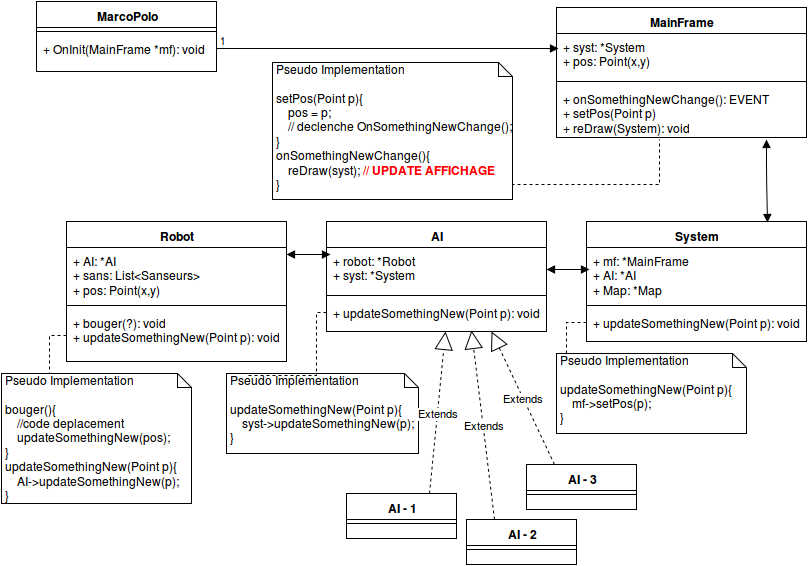 MarcoPolo
+ OnInit(MainFrame *mf): void
1
MainFrame
+ syst: *System
+ pos: Point(x,y)
+ onSomethingNewChange(): EVENT
+ setPos(Point p)
+ reDraw(System): void
Pseudo Implementation
setPos(Point p){
pos = p;
// declenche OnSomethingNewChange();
}
onSomethingNewChange(){
reDraw(syst); // UPDATE AFFICHAGE
}
Robot
+ AI: *AI
+ sans: List<Sanseurs>
+ pos: Point(x,y)
+ bouger(?): void
+ updateSomethingNew(Point p): void
AI
+ robot: *Robot
+ syst: *System
+ updateSomethingNew(Point p): void
System
+ mf: *MainFrame
+ AI: *AI
+ Map: *Map
+ updateSomethingNew(Point p): void
Pseudo Implementation
bouger(){
//code deplacement
updateSomethingNew(pos);
}
updateSomethingNew(Point p){
AI->updateSomethingNew(p);
}
Pseudo Implementation
updateSomethingNew(Point p){
syst->updateSomethingNew(p);
}
Pseudo Implementation
updateSomethingNew(Point p){
mf->setPos(p);
}
Extends
Extends
Extends
AI - 1
AI - 2
AI - 3